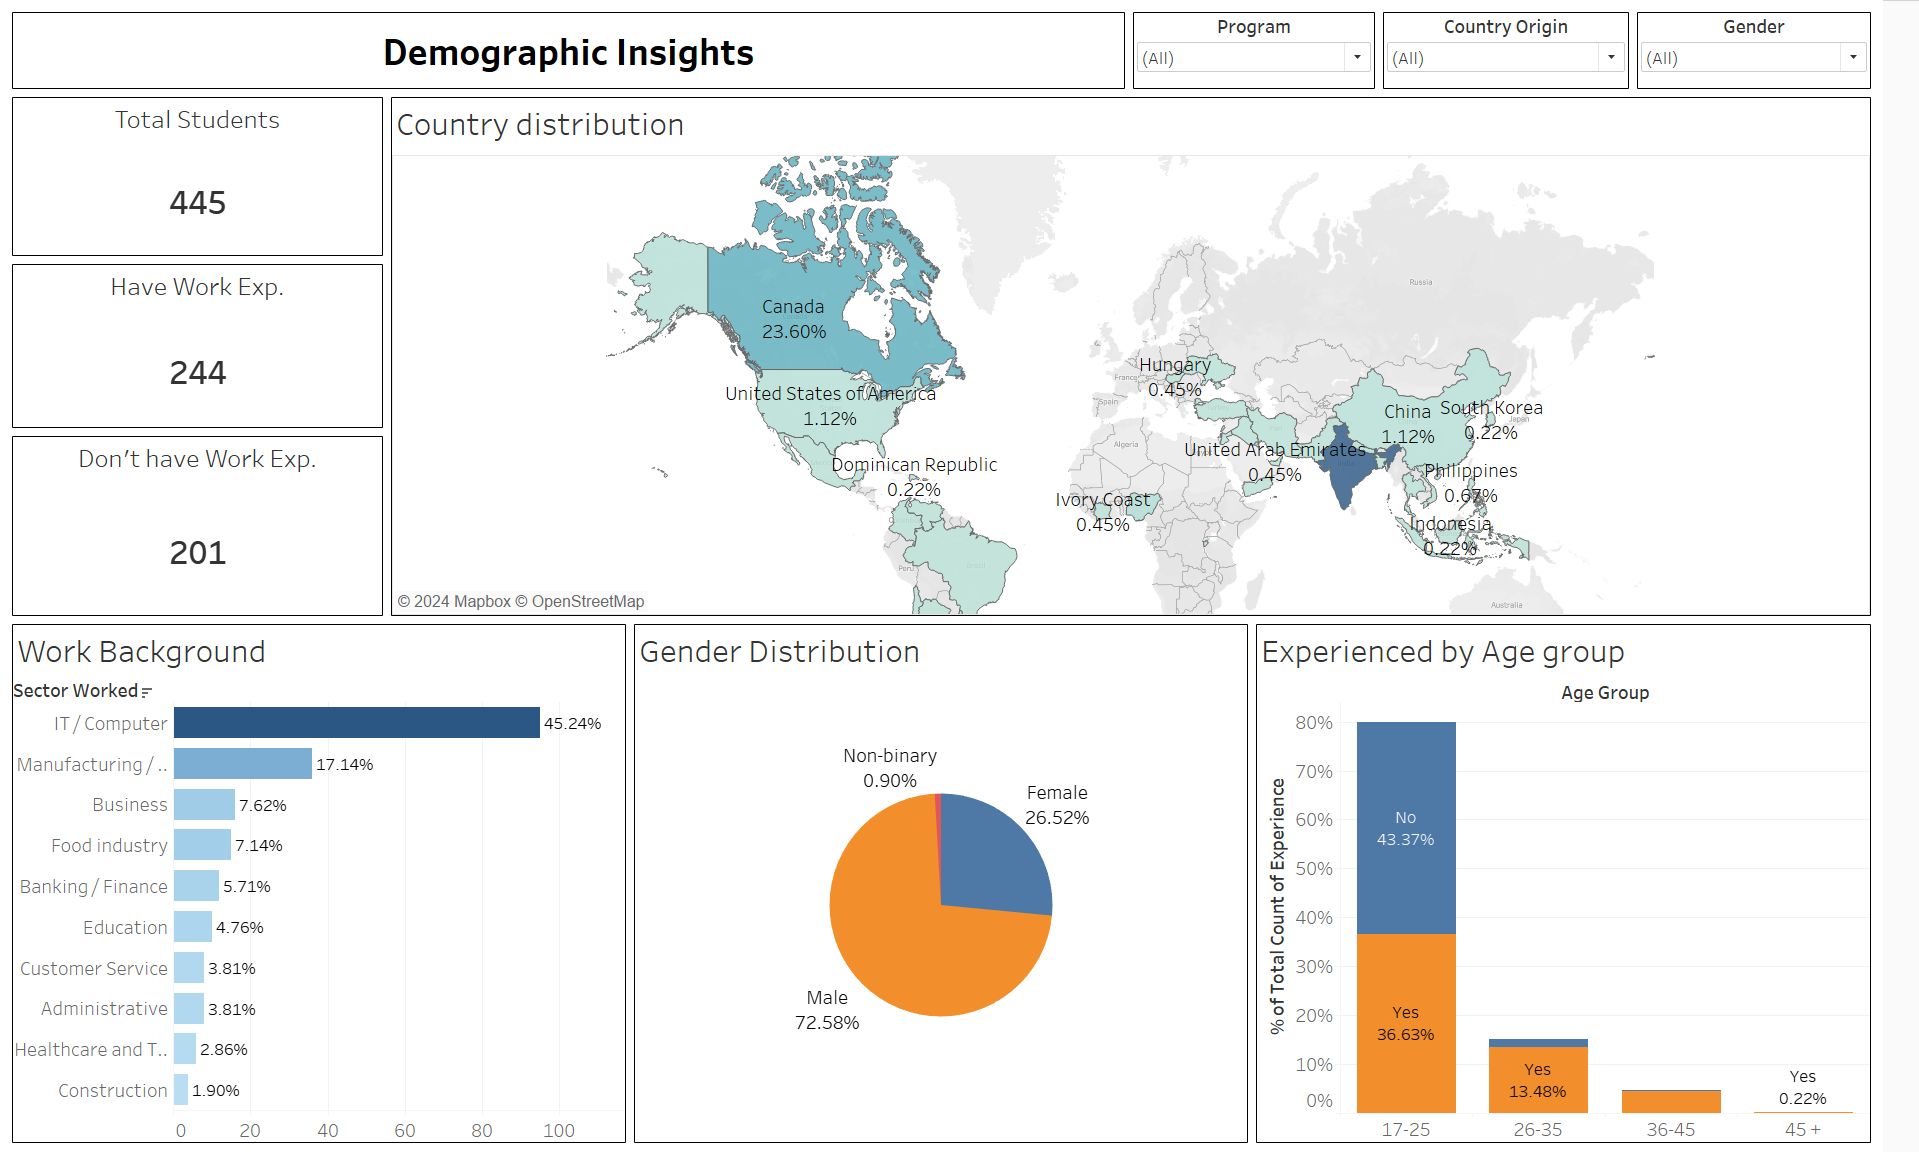 Demographic Insights
Program
(All)
Country Origin
(All)
Gender
(All)
Total Students
445
Have Work Exp.
244
Don't have Work Exp.
201
Country distribution
Canada
23.60%
United States of America
1.12%
Dominican Republic
0.22%
Hungary
0.45%
United Arab Emirates
0.45%
Ivory Coast
0.45%
China
1.12%
South Korea
0.22%
Philippines
0.67%
Indonesia
0.22%
Russia
France
Spain
Algeria
Japan
Peru
Brazil
Australia
© 2024 Mapbox © OpenStreetMap
Work Background
Sector Worked
IT / Computer
45.24%
Manufacturing / ..
17.14%
Business
7.62%
Food industry
7.14%
Banking / Finance
5.71%
Education
4.76%
Customer Service
3.81%
Administrative
3.81%
Healthcare and T..
2.86%
Construction
1.90%
0 20 40 60 80 100
Gender Distribution
Non-binary
0.90%
Female
26.52%
Male
72.58%
Experienced by Age group
Age Group
% of Total Count of Experience
80%
70%
60%
50%
40%
30%
20%
10%
0%
No
43.37%
Yes
36.63%
Yes
13.48%
Yes
0.22%
17-25 26-35 36-45 45 +